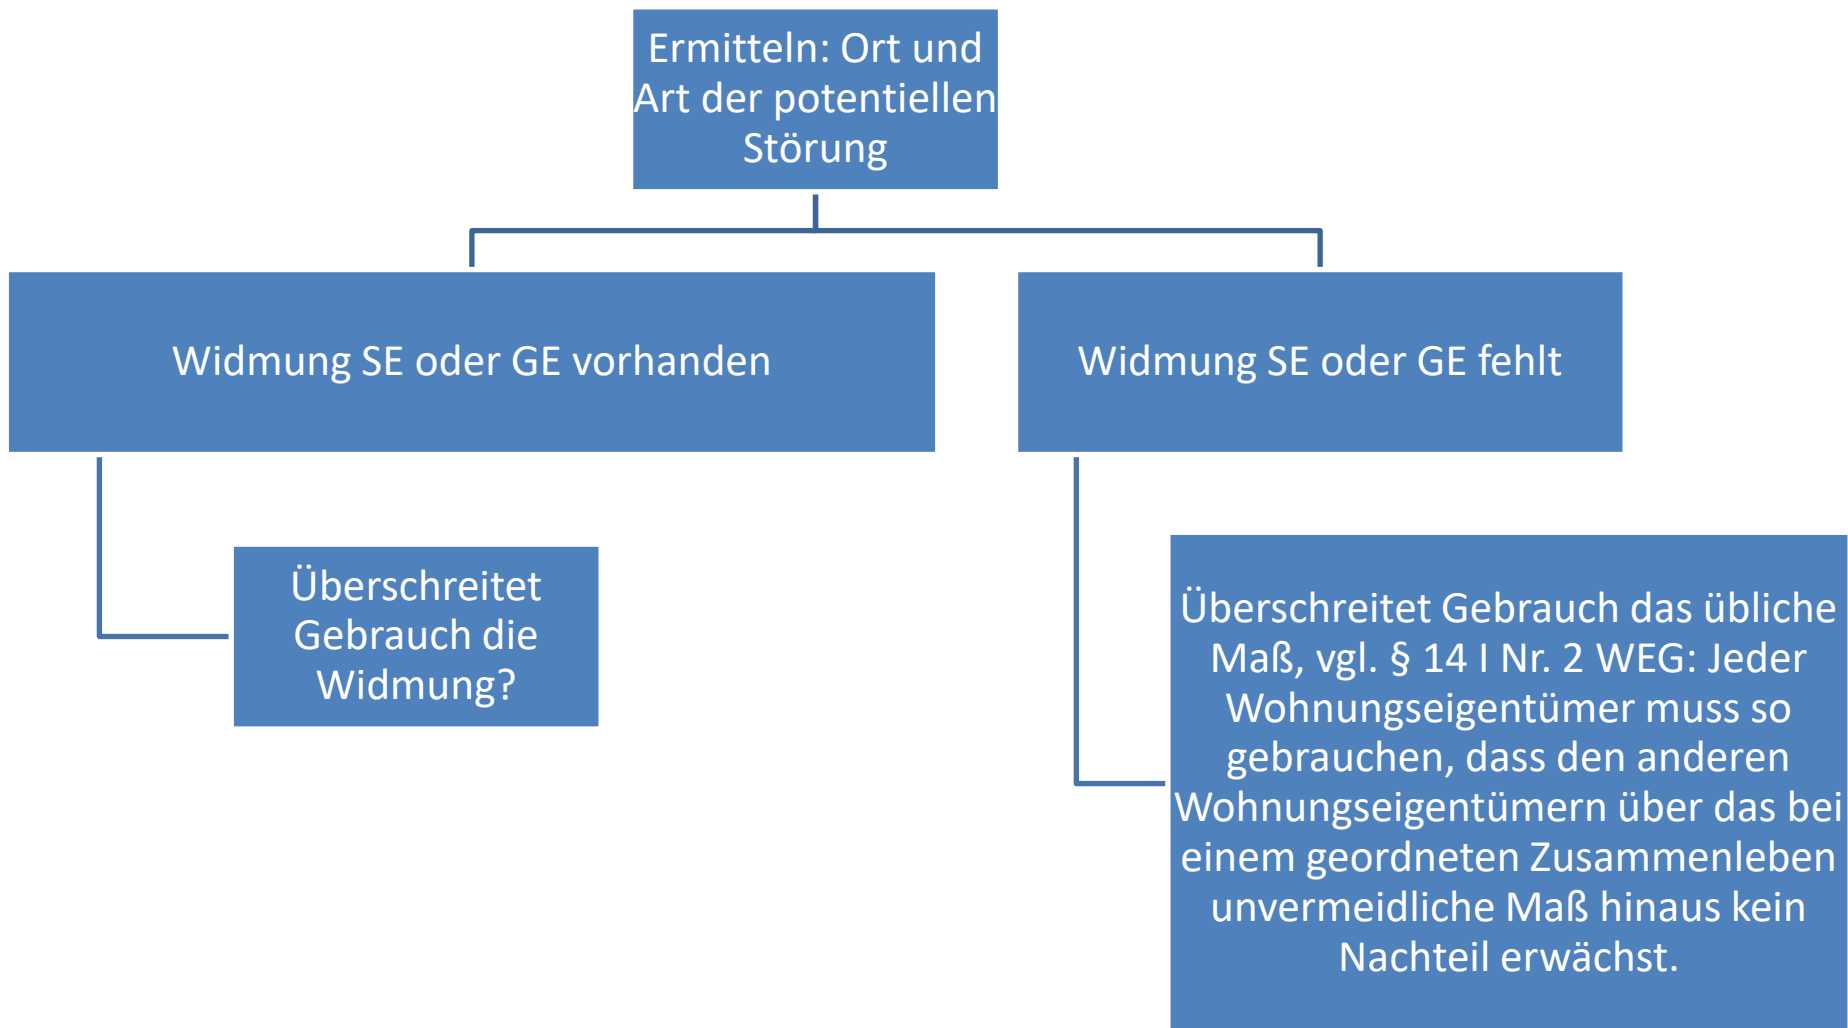 Ermitteln: Ort und
Art der potentiellen
Störung
Widmung SE oder GE vorhanden
Widmung SE oder GE fehlt
Überschreitet
Gebrauch die
Widmung?
Überschreitet Gebrauch das übliche
Maß, vgl. § 14 I Nr. 2 WEG: Jeder
Wohnungseigentümer muss so
gebrauchen, dass den anderen
Wohnungseigentümern über das bei
einem geordneten Zusammenleben
unvermeidliche Maß hinaus kein
Nachteil erwächst.